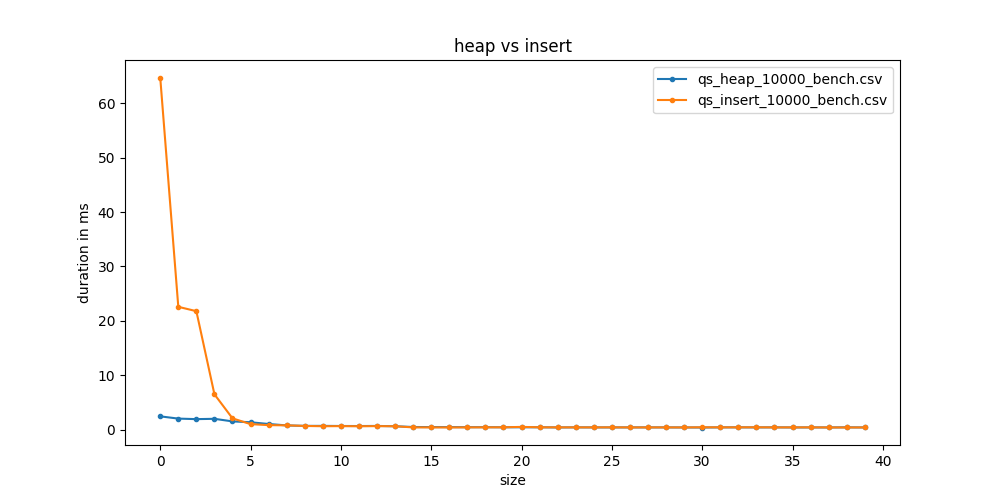 heap vs insert
qs_heap_10000_bench.csv
qs_insert_10000_bench.csv
duration in ms
60
50
40
30
20
10
0
0 5 10 15 20 25 30 35 40
size